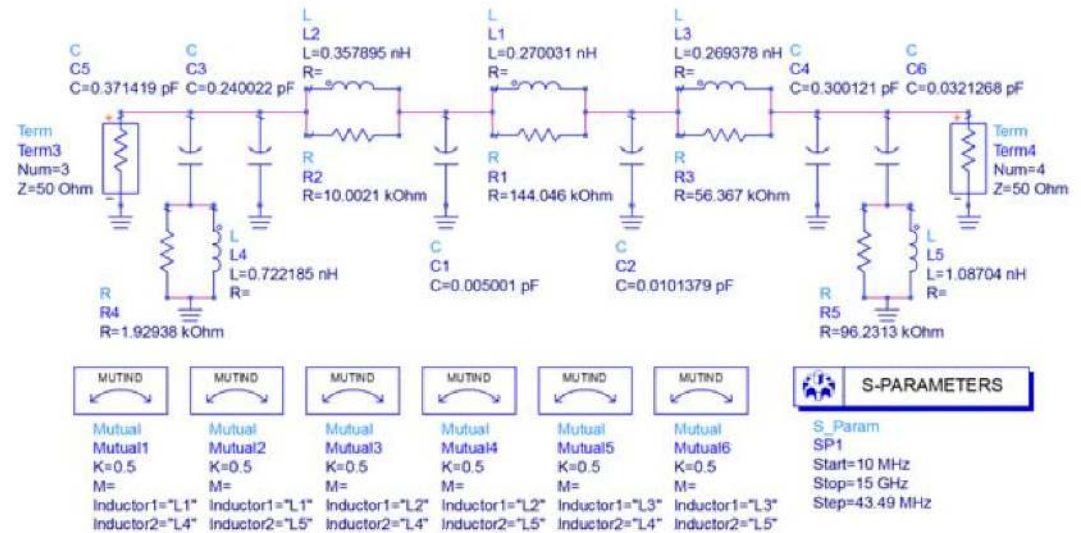 C
C5
C=0.371419 pF
C
C3
C=0.240022 pF
L
L2
L=0.357895 nH
R=
L
L1
L=0.270031 nH
R=
L
L3
L=0.269378 nH
R=
C
C4
C=0.300121 pF
C
C6
C=0.0321268 pF
+
Term
Term3
Num=3
Z=50 Ohm
-
R
R2
R=10.0021 kOhm
R
R1
R=144.046 kOhm
R
R3
R=56.367 kOhm
+
Term
Term4
Num=4
Z=50 Ohm
-
L
L4
L=0.722185 nH
R=
R
R4
R=1.92938 kOhm
C
C1
C=0.005001 pF
C
C2
C=0.0101379 pF
L
L5
L=1.08704 nH
R=
R
R5
R=96.2313 kOhm
MUTIND
Mutual
Mutual1
K=0.5
M=
Inductor1="L1"
Inductor2="L4"
MUTIND
Mutual
Mutual2
K=0.5
M=
Inductor1="L1"
Inductor2="L5"
MUTIND
Mutual
Mutual3
K=0.5
M=
Inductor1="L2"
Inductor2="L4"
MUTIND
Mutual
Mutual4
K=0.5
M=
Inductor1="L2"
Inductor2="L5"
MUTIND
Mutual
Mutual5
K=0.5
M=
Inductor1="L3"
Inductor2="L4"
MUTIND
Mutual
Mutual6
K=0.5
M=
Inductor1="L3"
Inductor2="L5"
S-PARAMETERS
S_Param
SP1
Start=10 MHz
Stop=15 GHz
Step=43.49 MHz